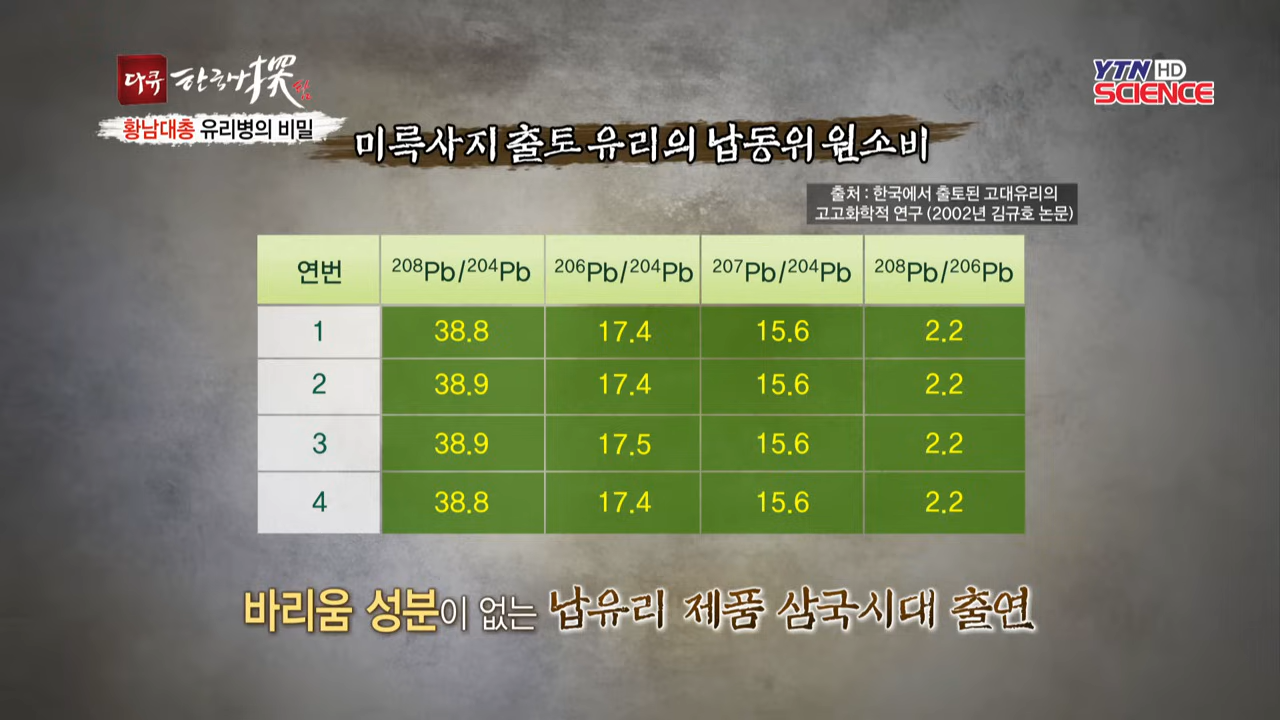 다큐 한국사探 탐
황남대총 유리병의 비밀
YTN HD
SCIENCE
미륵사지 출토 유리의 납동위 원소비
출처 : 한국에서 출토된 고대유리의
고고화학적 연구 (2002년 김규호 논문)
연번 ²⁰⁸Pb/²⁰⁴Pb ²⁰⁶Pb/²⁰⁴Pb ²⁰⁷Pb/²⁰⁴Pb ²⁰⁸Pb/²⁰⁶Pb
1 38.8 17.4 15.6 2.2
2 38.9 17.4 15.6 2.2
3 38.9 17.5 15.6 2.2
4 38.8 17.4 15.6 2.2
바리움 성분이 없는 납유리 제품 삼국시대 출연